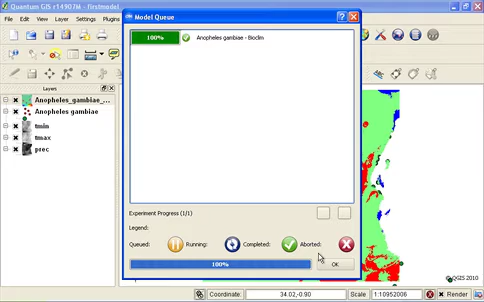 Quantum GIS r14907M - firstmodel
File Edit View Layer Settings
Model Queue
100% Anopheles gambiae - Bioclim
Layers
Anopheles_gambiae_...
Anopheles gambiae
tmin
tmax
prec
Experiment Progress (1/1)
Legend:
Queued: Running: Completed: Aborted:
100% OK
©QGIS 2010
Coordinate: 34.02,-0.90 Scale 1:10952006 Render